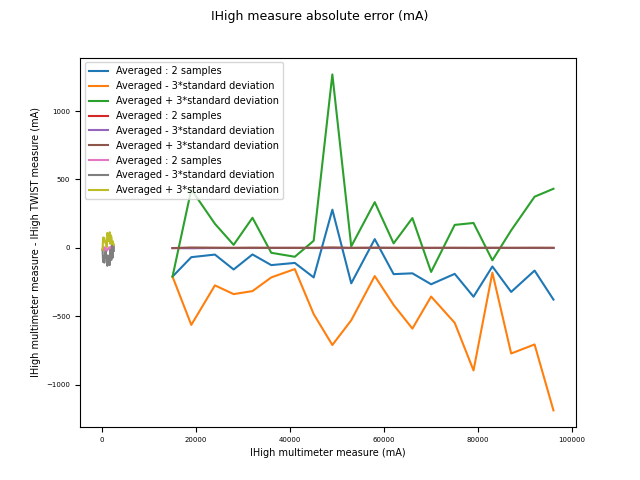 IHigh measure absolute error (mA)
Averaged : 2 samples
Averaged - 3*standard deviation
Averaged + 3*standard deviation
Averaged : 2 samples
Averaged - 3*standard deviation
Averaged + 3*standard deviation
Averaged : 2 samples
Averaged - 3*standard deviation
Averaged + 3*standard deviation
IHigh multimeter measure - IHigh TWIST measure (mA)
1000
500
0
−500
−1000
0 20000 40000 60000 80000 100000
IHigh multimeter measure (mA)